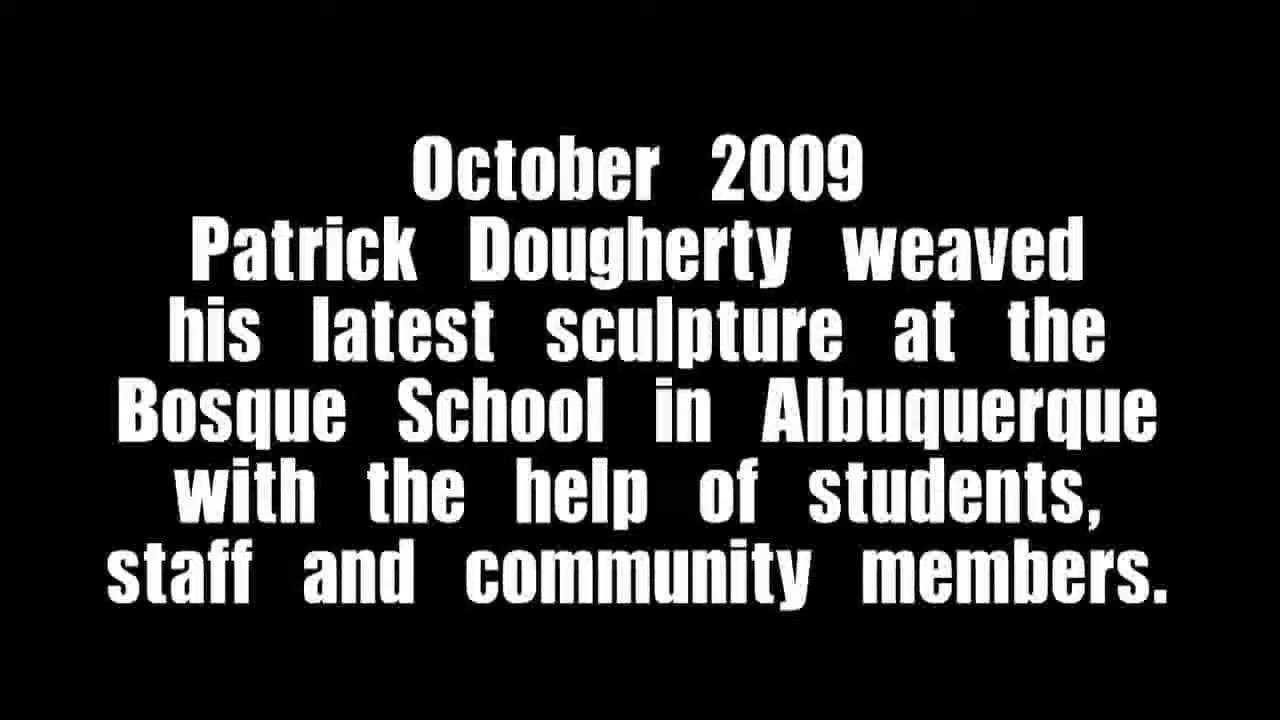 October 2009
Patrick Dougherty weaved
his latest sculpture at the
Bosque School in Albuquerque
with the help of students,
staff and community members.